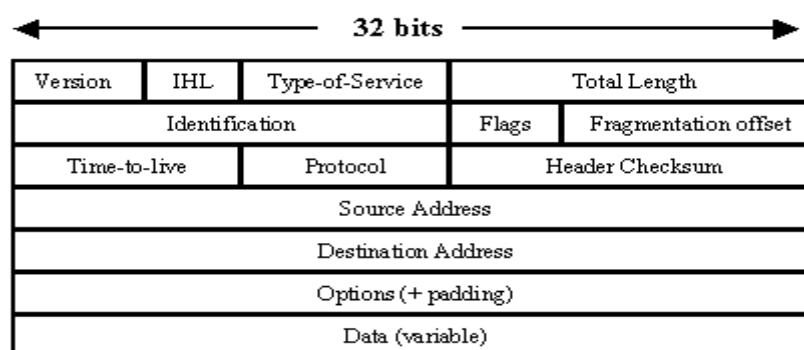 32 bits
Version IHL Type-of-Service Total Length
Identification Flags Fragmentation offset
Time-to-live Protocol Header Checksum
Source Address
Destination Address
Options (+ padding)
Data (variable)